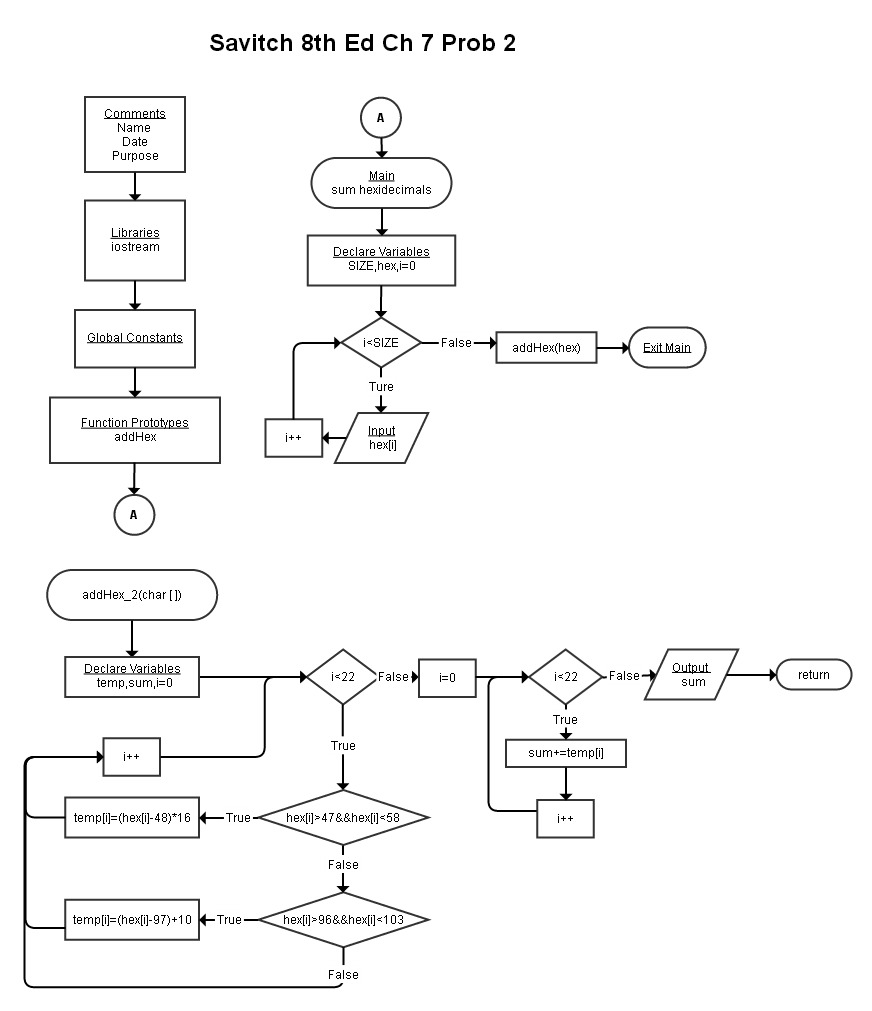 Savitch 8th Ed Ch 7 Prob 2
Comments
Name
Date
Purpose
Libraries
iostream
Global Constants
Function Prototypes
addHex
A
A
Main
sum hexidecimals
Declare Variables
SIZE,hex,i=0
i<SIZE
False
addHex(hex)
Exit Main
Ture
Input
hex[i]
i++
addHex_2(char [ ])
Declare Variables
temp,sum,i=0
i<22
False
i=0
i<22
False
Output
sum
return
True
sum+=temp[i]
i++
True
i++
hex[i]>47&&hex[i]<58
True
temp[i]=(hex[i]-48)*16
False
hex[i]>96&&hex[i]<103
True
temp[i]=(hex[i]-97)+10
False